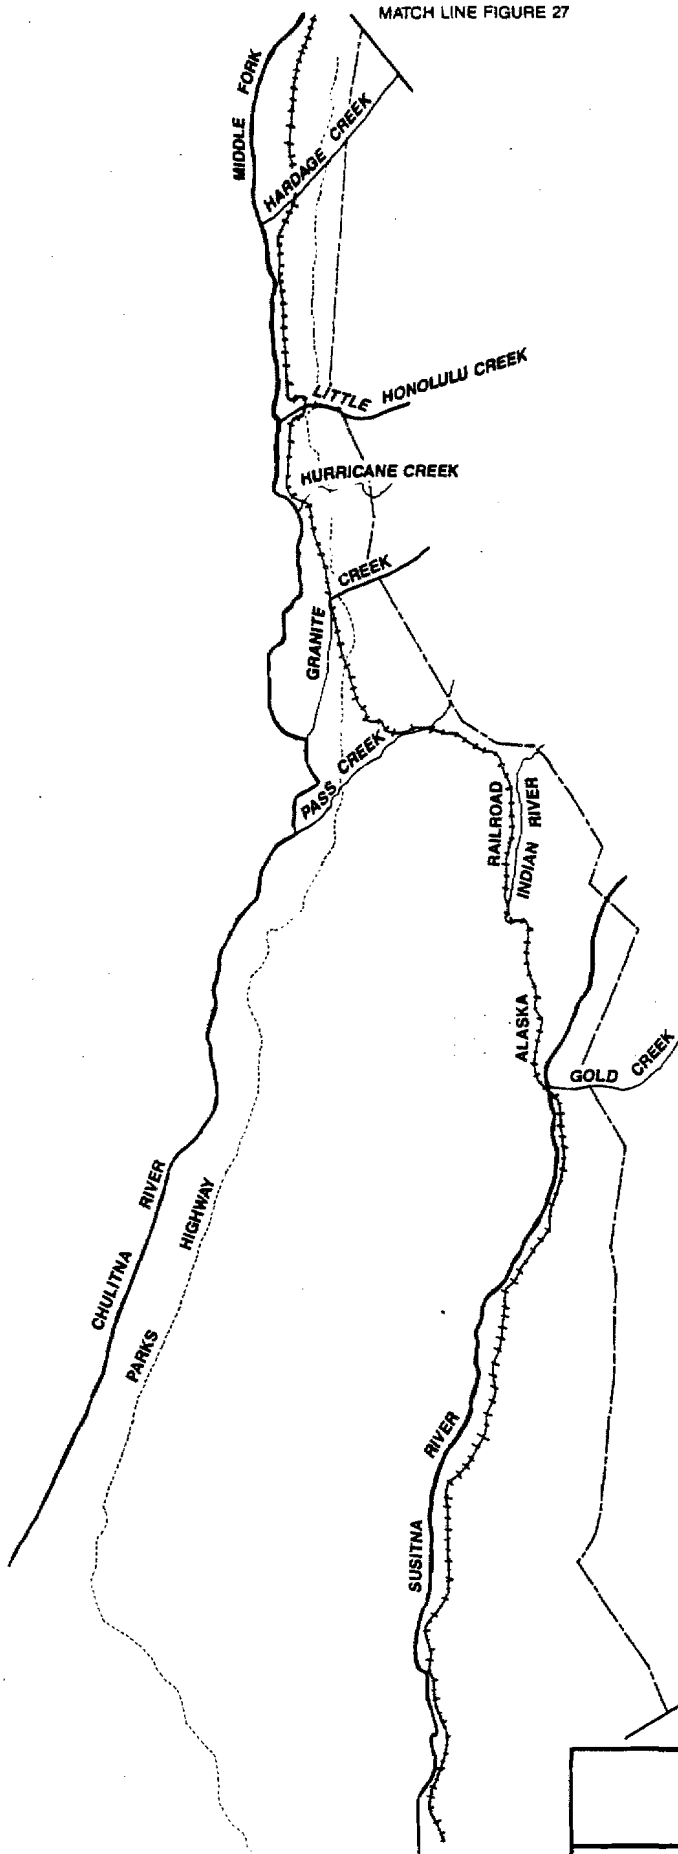 MATCH LINE FIGURE 27
MIDDLE FORK
HARDAGE CREEK
LITTLE HONOLULU CREEK
HURRICANE CREEK
GRANITE CREEK
PASS CREEK
RAILROAD
INDIAN RIVER
ALASKA
GOLD CREEK
CHULITNA RIVER
PARKS HIGHWAY
SUSITNA RIVER